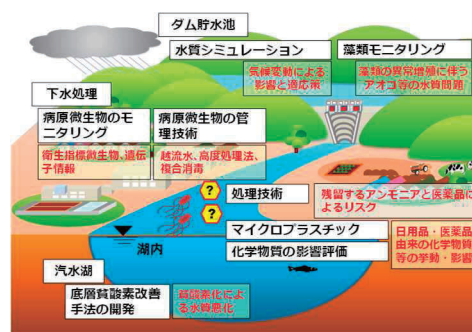 ダム貯水池
水質シミュレーション
藻類モニタリング
気候変動による
影響と適応策
藻類の異常増殖に伴う
アオコ等の水質問題
下水処理
病原微生物のモ
ニタリング
病原微生物の管
理技術
衛生指標微生物、遺伝
子情報
越流水、高度処理法、
複合消毒
?
?
処理技術
残留するアンモニアと医薬品に
よるリスク
マイクロプラスチック
湖内
化学物質の影響評価
日用品・医薬品
由来の化学物質
等の挙動・影響
汽水湖
底層貧酸素改善
手法の開発
貧酸素化によ
る水質悪化